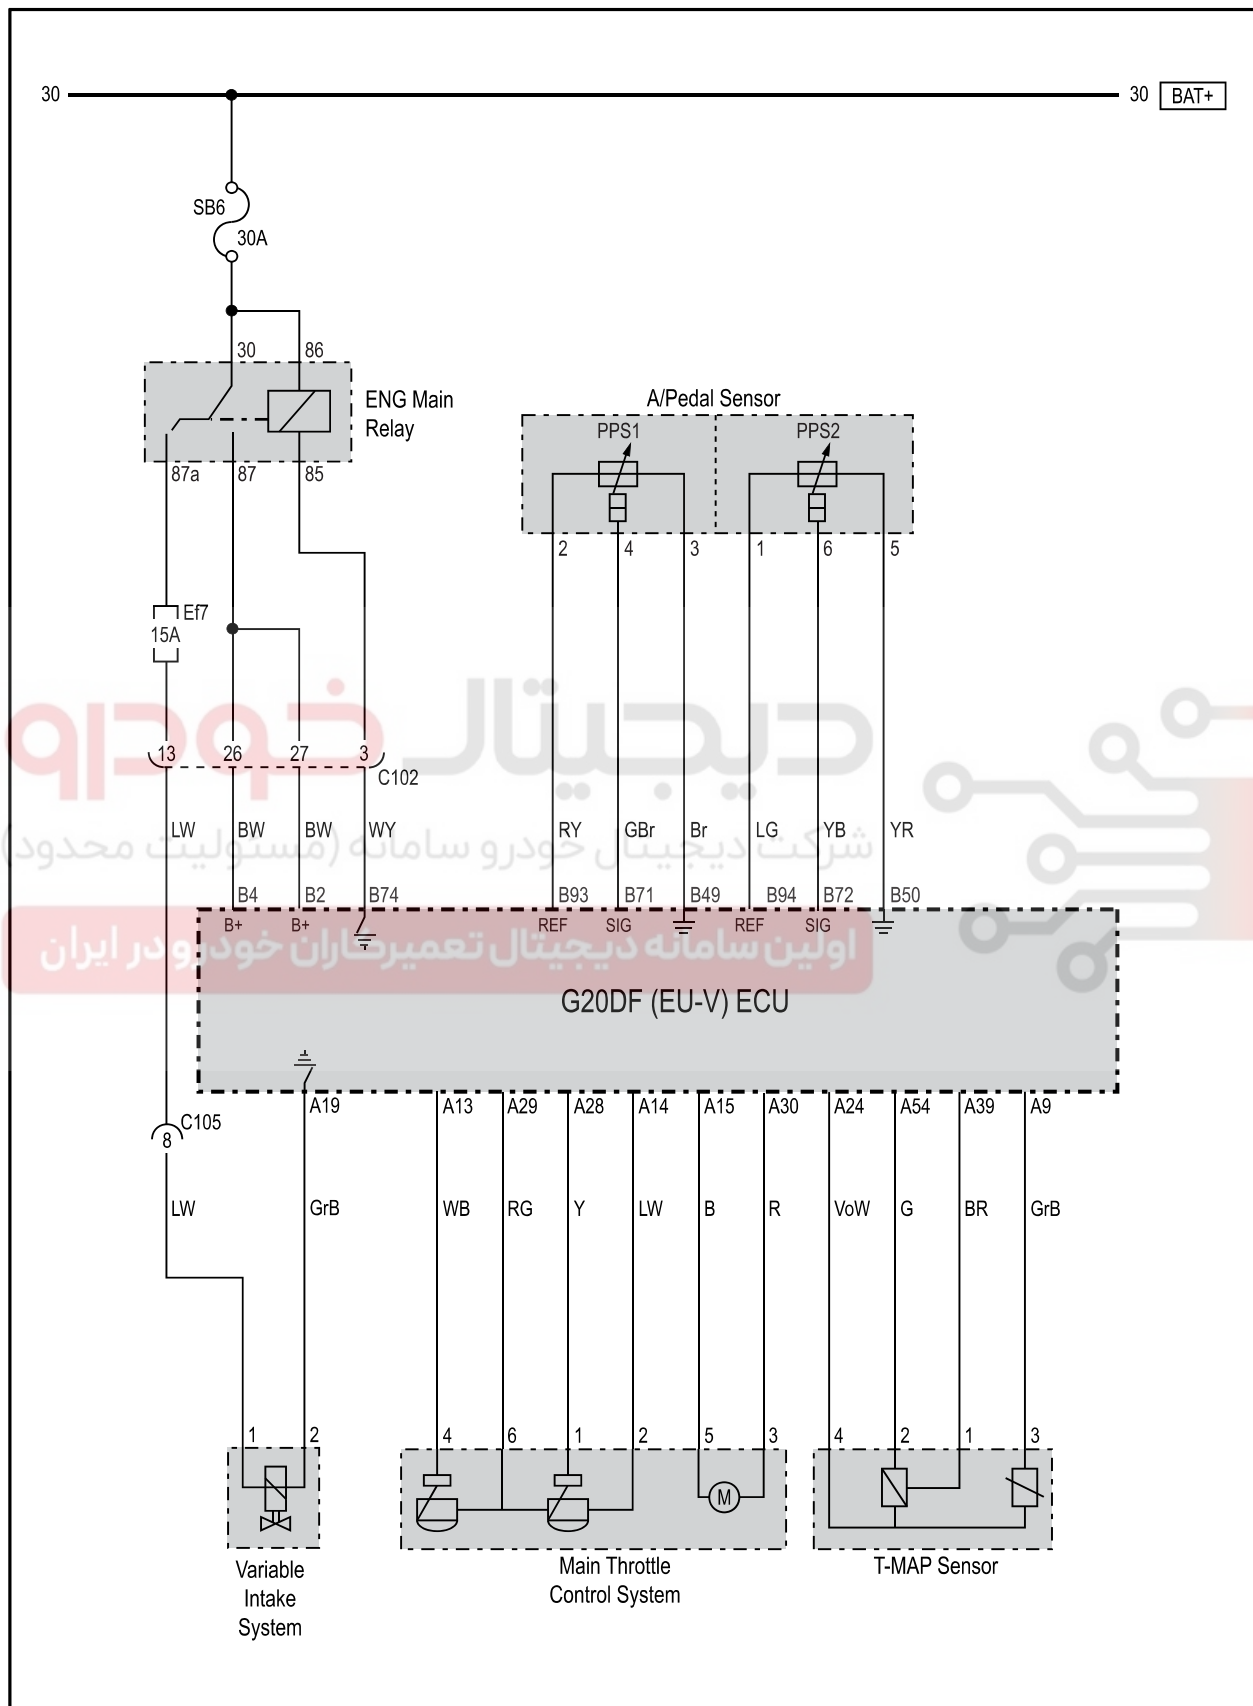 30
30 BAT+
SB6
30A
30 86
ENG Main
Relay
87a 87 85
A/Pedal Sensor
PPS1 PPS2
2 4 3 1 6 5
Ef7
15A
دیجیتال خودرو
13 26 27 3
C102
LW BW BW WY RY GBr Br LG YB YR
شرکت دیجیتال خودرو سامانه (مسئولیت محدود)
B4 B2 B74 B93 B71 B49 B94 B72 B50
B+ B+ REF SIG REF SIG
اولین سامانه دیجیتال تعمیرکاران خودرو در ایران
G20DF (EU-V) ECU
A19 A13 A29 A28 A14 A15 A30 A24 A54 A39 A9
C105
8
LW GrB WB RG Y LW B R VoW G BR GrB
1 2 4 6 1 2 5 3 4 2 1 3
M
Variable
Intake
System
Main Throttle
Control System
T-MAP Sensor